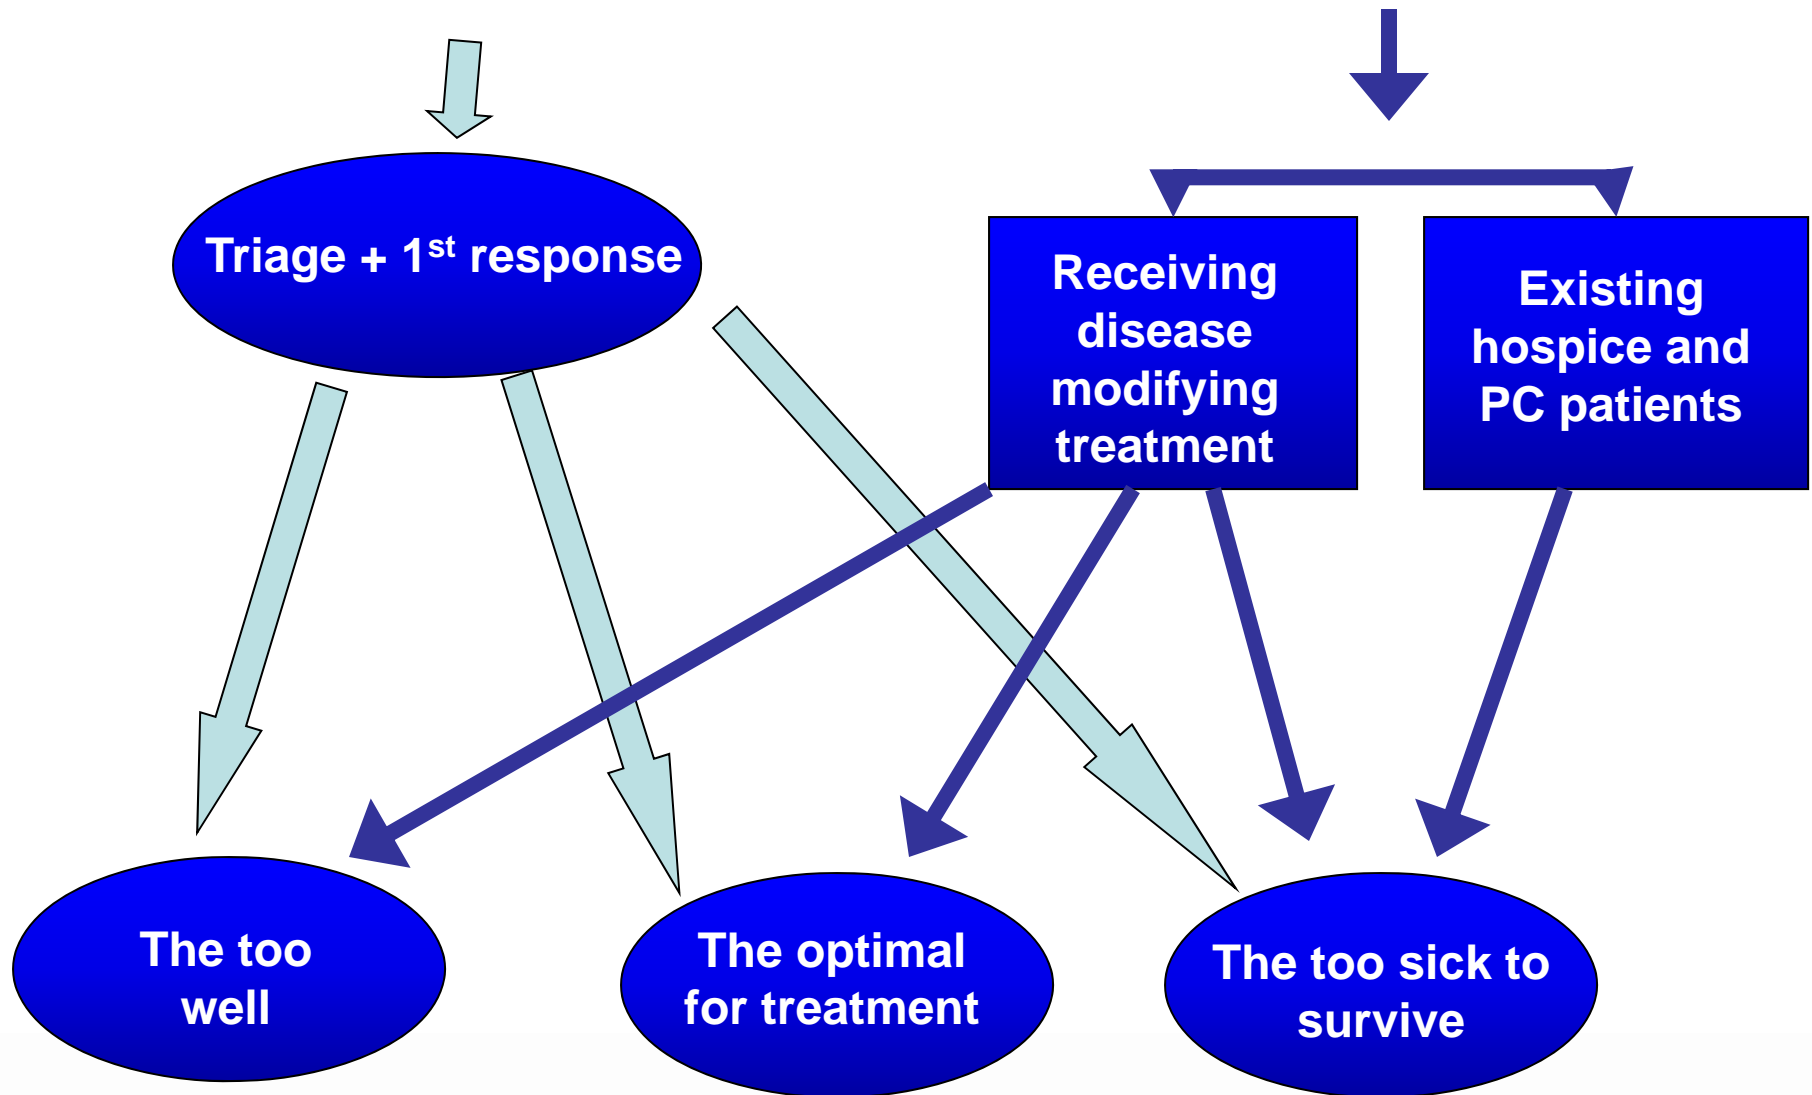 Triage + 1st response
Receiving
disease
modifying
treatment
Existing
hospice and
PC patients
The too
well
The optimal
for treatment
The too sick to
survive